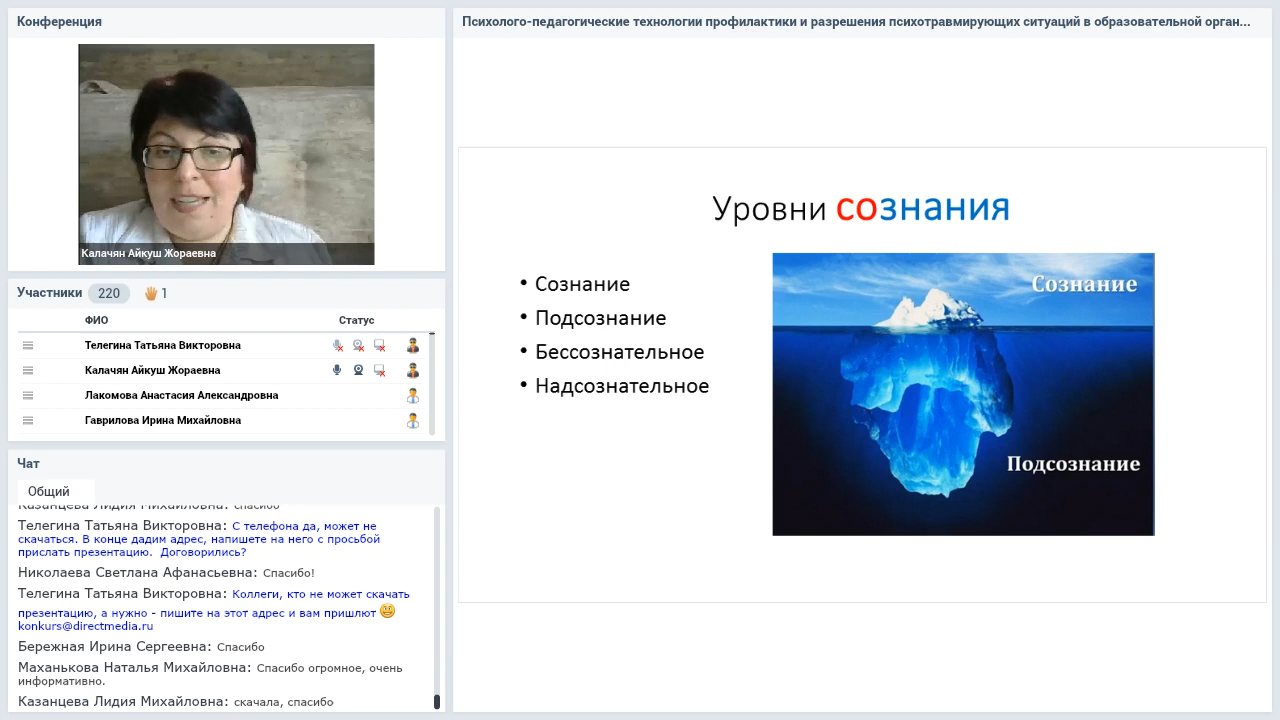 Конференция
Калачян Айкуш Жораевна
Участники 220 1
ФИО Статус
Телегина Татьяна Викторовна
Калачян Айкуш Жораевна
Лакомова Анастасия Александровна
Гаврилова Ирина Михайловна
Чат
Общий
Казанцева Лидия Михайловна: спасибо
Телегина Татьяна Викторовна: С телефона да, может не
скачаться. В конце дадим адрес, напишете на него с просьбой
прислать презентацию. Договорились?
Николаева Светлана Афанасьевна: Спасибо!
Телегина Татьяна Викторовна: Коллеги, кто не может скачать
презентацию, а нужно - пишите на этот адрес и вам пришлют
konkurs@directmedia.ru
Бережная Ирина Сергеевна: Спасибо
Маханькова Наталья Михайловна: Спасибо огромное, очень
информативно.
Казанцева Лидия Михайловна: скачала, спасибо
Психолого-педагогические технологии профилактики и разрешения психотравмирующих ситуаций в образовательной орган...
Уровни сознания
• Сознание
• Подсознание
• Бессознательное
• Надсознательное
Сознание
Подсознание